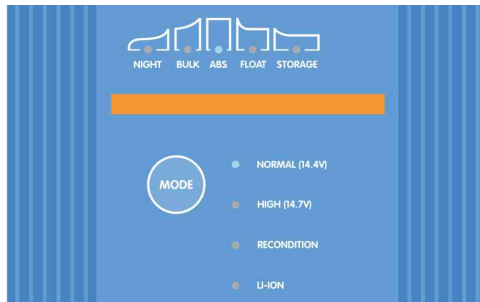 NIGHT BULK ABS FLOAT STORAGE
MODE
NORMAL (14.4V)
HIGH (14.7V)
RECONDITION
LI-ION